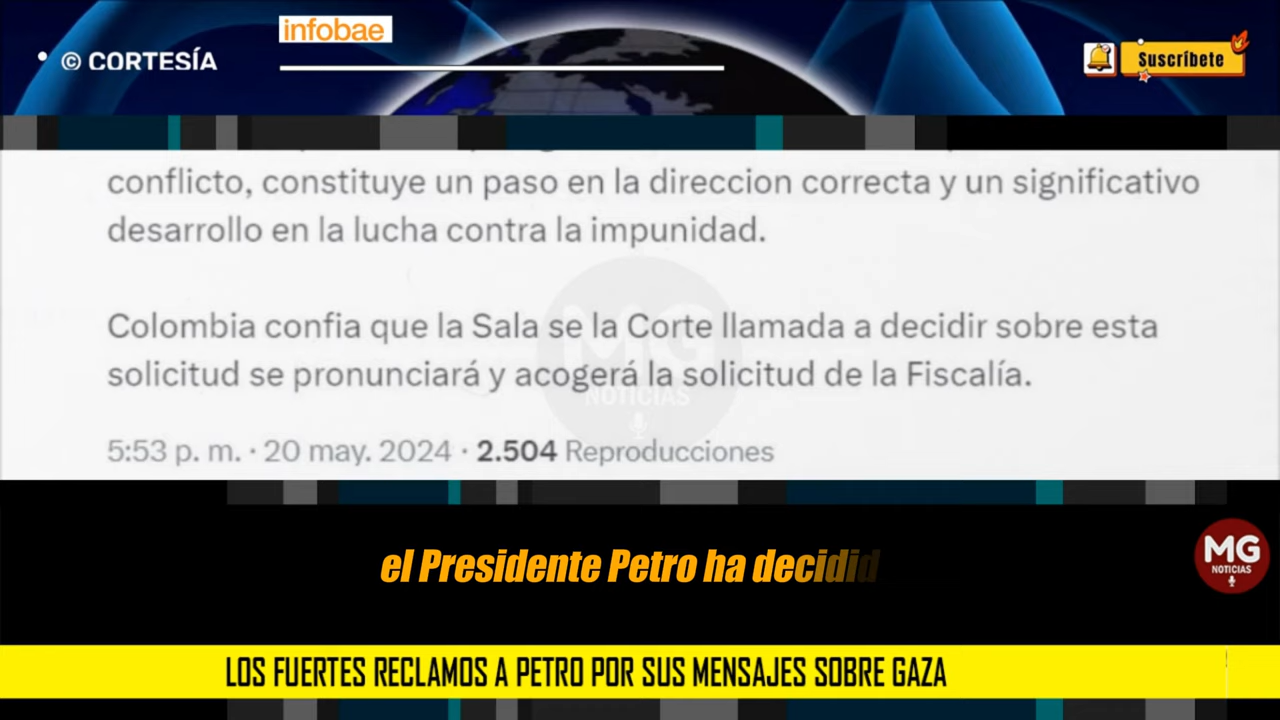 infobae
© CORTESÍA
Suscríbete
conflicto, constituye un paso en la direccion correcta y un significativo
desarrollo en la lucha contra la impunidad.
MG
NOTICIAS
Colombia confia que la Sala se la Corte llamada a decidir sobre esta
solicitud se pronunciará y acogerá la solicitud de la Fiscalía.
5:53 p. m. · 20 may. 2024 · 2.504 Reproducciones
el Presidente Petro ha decidid
MG
NOTICIAS
LOS FUERTES RECLAMOS A PETRO POR SUS MENSAJES SOBRE GAZA